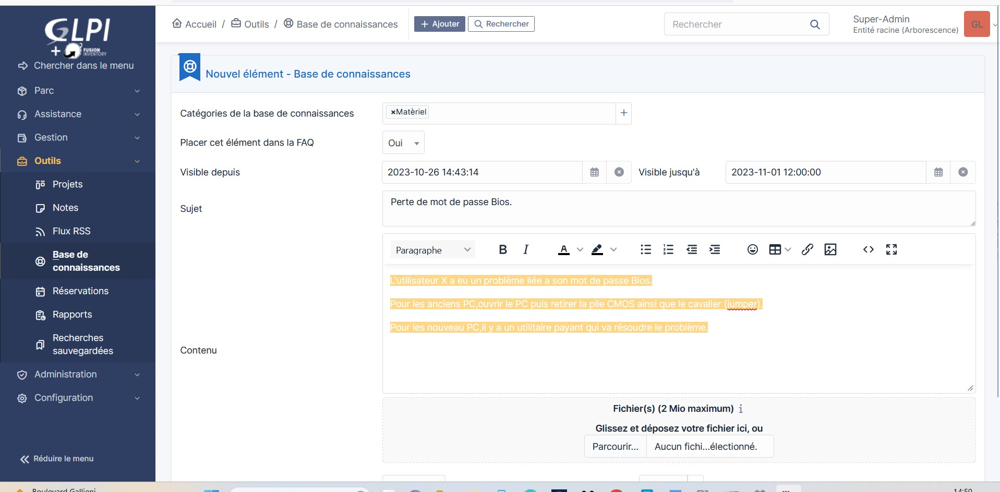 GLPI
FUSION
INVENTORY
Chercher dans le menu
Parc
Assistance
Gestion
Outils
Projets
Notes
Flux RSS
Base de
connaissances
Réservations
Rapports
Recherches
sauvegardées
Administration
Configuration
Réduire le menu
Accueil / Outils / Base de connaissances
+ Ajouter
Rechercher
Rechercher
Super-Admin
Entité racine (Arborescence)
GL
Nouvel élément - Base de connaissances
Catégories de la base de connaissances
×Matèriel
+
Placer cet élément dans la FAQ
Oui
Visible depuis
2023-10-26 14:43:14
Visible jusqu'à
2023-11-01 12:00:00
Sujet
Perte de mot de passe Bios.
Paragraphe
B I A
Contenu
L'utilisateur X a eu un problème liée a son mot de passe Bios.
Pour les anciens PC,ouvrir le PC puis retirer la pile CMOS ainsi que le cavalier (jumper).
Pour les nouveau PC,il y a un utilitaire payant qui va résoudre le problème.
Fichier(s) (2 Mio maximum) i
Glissez et déposez votre fichier ici, ou
Parcourir... Aucun fichi...électionné.
Boulevard Gallieni
14:50